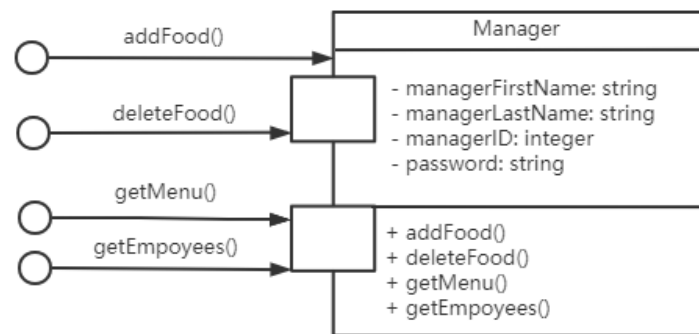 addFood()
Manager
- managerFirstName: string
- managerLastName: string
- managerID: integer
- password: string
deleteFood()
getMenu()
getEmpoyees()
+ addFood()
+ deleteFood()
+ getMenu()
+ getEmpoyees()